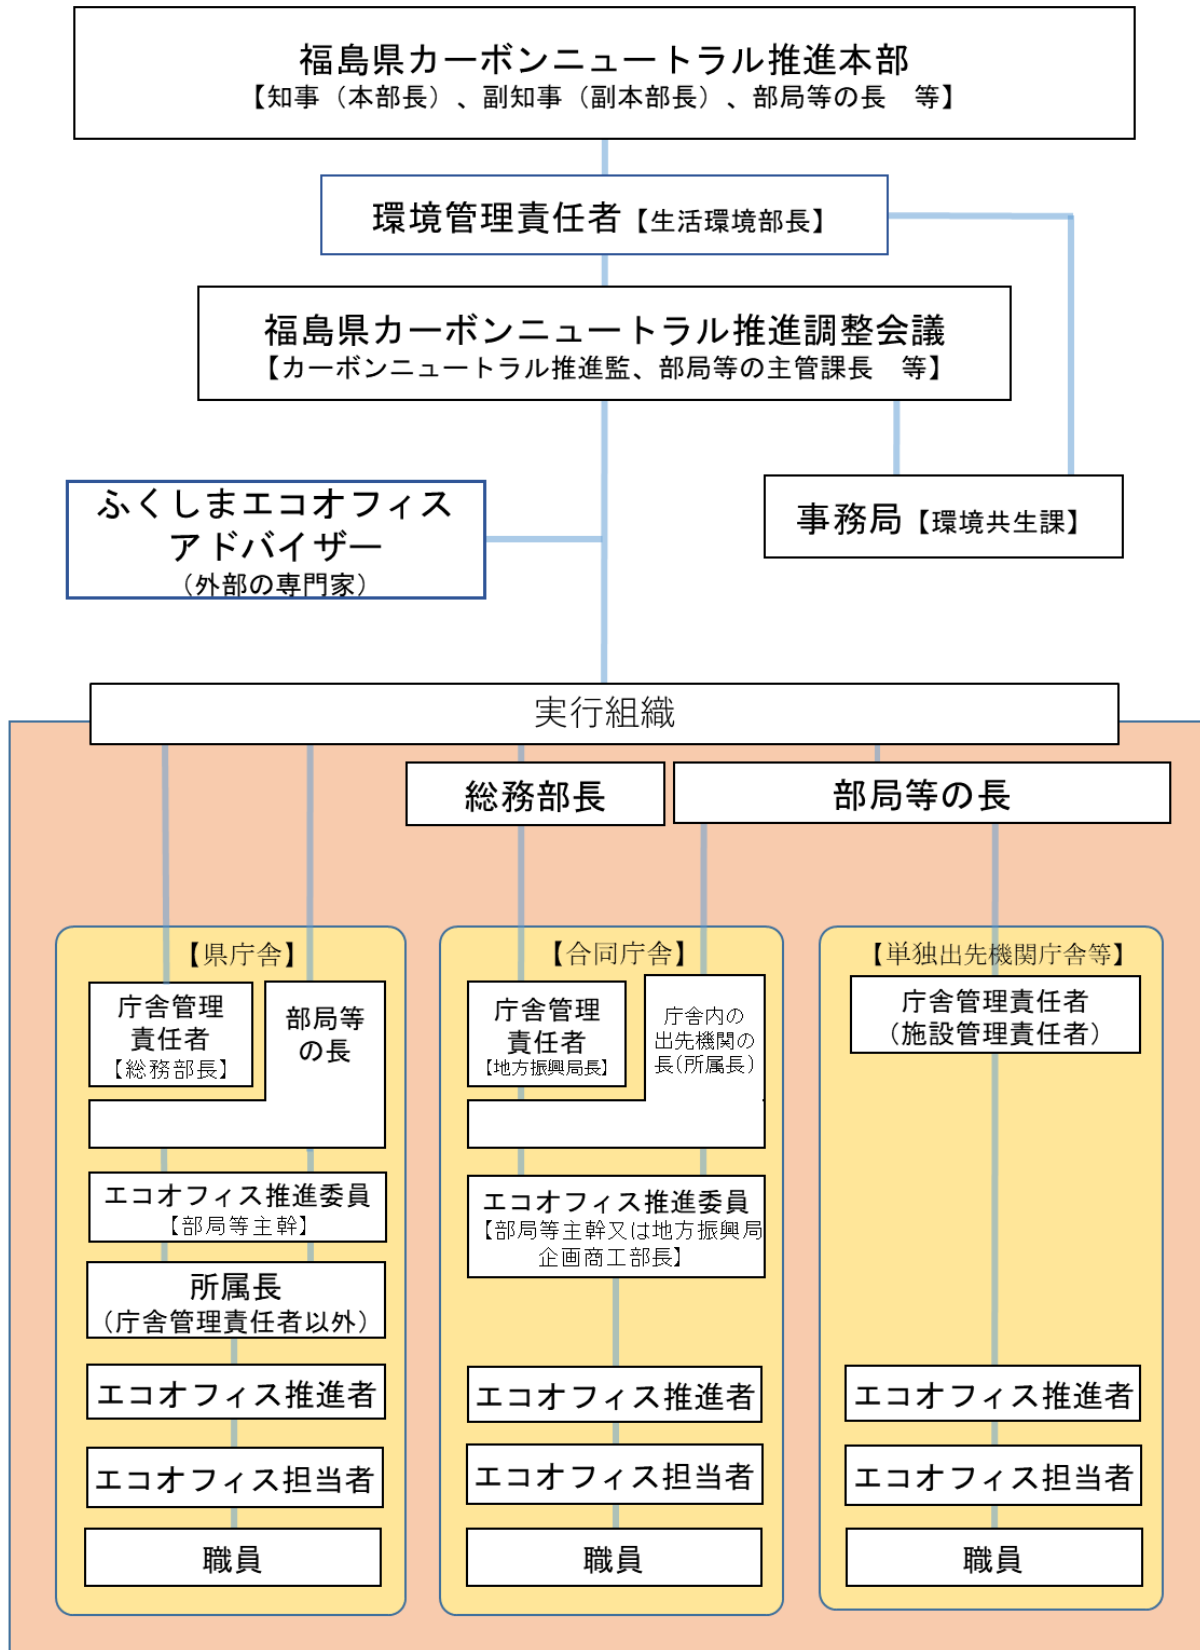 福島県カーボンニュートラル推進本部
【知事（本部長）、副知事（副本部長）、部局等の長　等】
環境管理責任者【生活環境部長】
福島県カーボンニュートラル推進調整会議
【カーボンニュートラル推進監、部局等の主管課長　等】
ふくしまエコオフィス
アドバイザー
（外部の専門家）
事務局【環境共生課】
実行組織
総務部長
部局等の長
【県庁舎】
庁舎管理
責任者
【総務部長】
部局等
の長
エコオフィス推進委員
【部局等主幹】
所属長
（庁舎管理責任者以外）
エコオフィス推進者
エコオフィス担当者
職員
【合同庁舎】
庁舎管理
責任者
【地方振興局長】
庁舎内の
出先機関の
長（所属長）
エコオフィス推進委員
【部局等主幹又は地方振興局
企画商工部長】
エコオフィス推進者
エコオフィス担当者
職員
【単独出先機関庁舎等】
庁舎管理責任者
（施設管理責任者）
エコオフィス推進者
エコオフィス担当者
職員